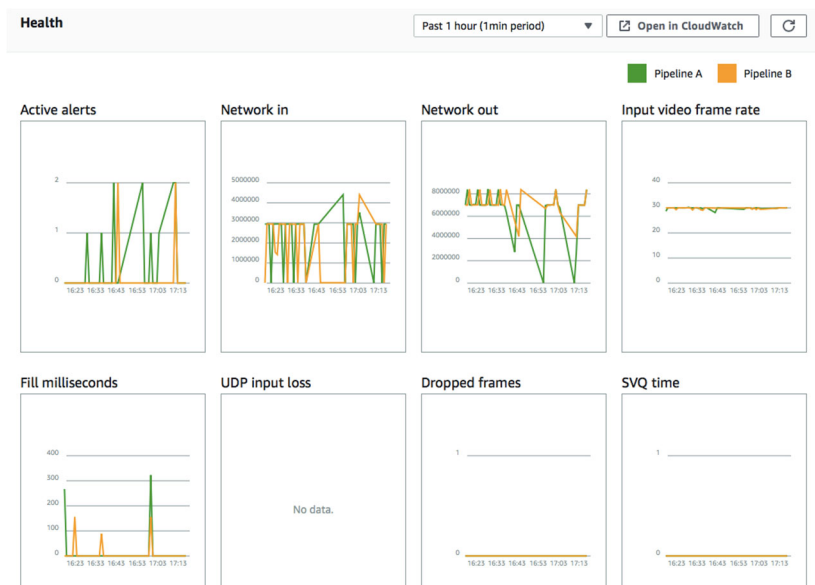 Health
Past 1 hour (1min period)
Open in CloudWatch
Pipeline A
Pipeline B
Active alerts
2
1
0
16:23 16:33 16:43 16:53 17:03 17:13
Network in
5000000
4000000
3000000
2000000
1000000
0
16:23 16:33 16:43 16:53 17:03 17:13
Network out
8000000
6000000
4000000
2000000
0
16:23 16:33 16:43 16:53 17:03 17:13
Input video frame rate
40
30
20
10
0
16:23 16:33 16:43 16:53 17:03 17:13
Fill milliseconds
400
300
200
100
0
16:23 16:33 16:43 16:53 17:03 17:13
UDP input loss
No data.
Dropped frames
1
0
16:23 16:33 16:43 16:53 17:03 17:13
SVQ time
1
0
16:23 16:33 16:43 16:53 17:03 17:13